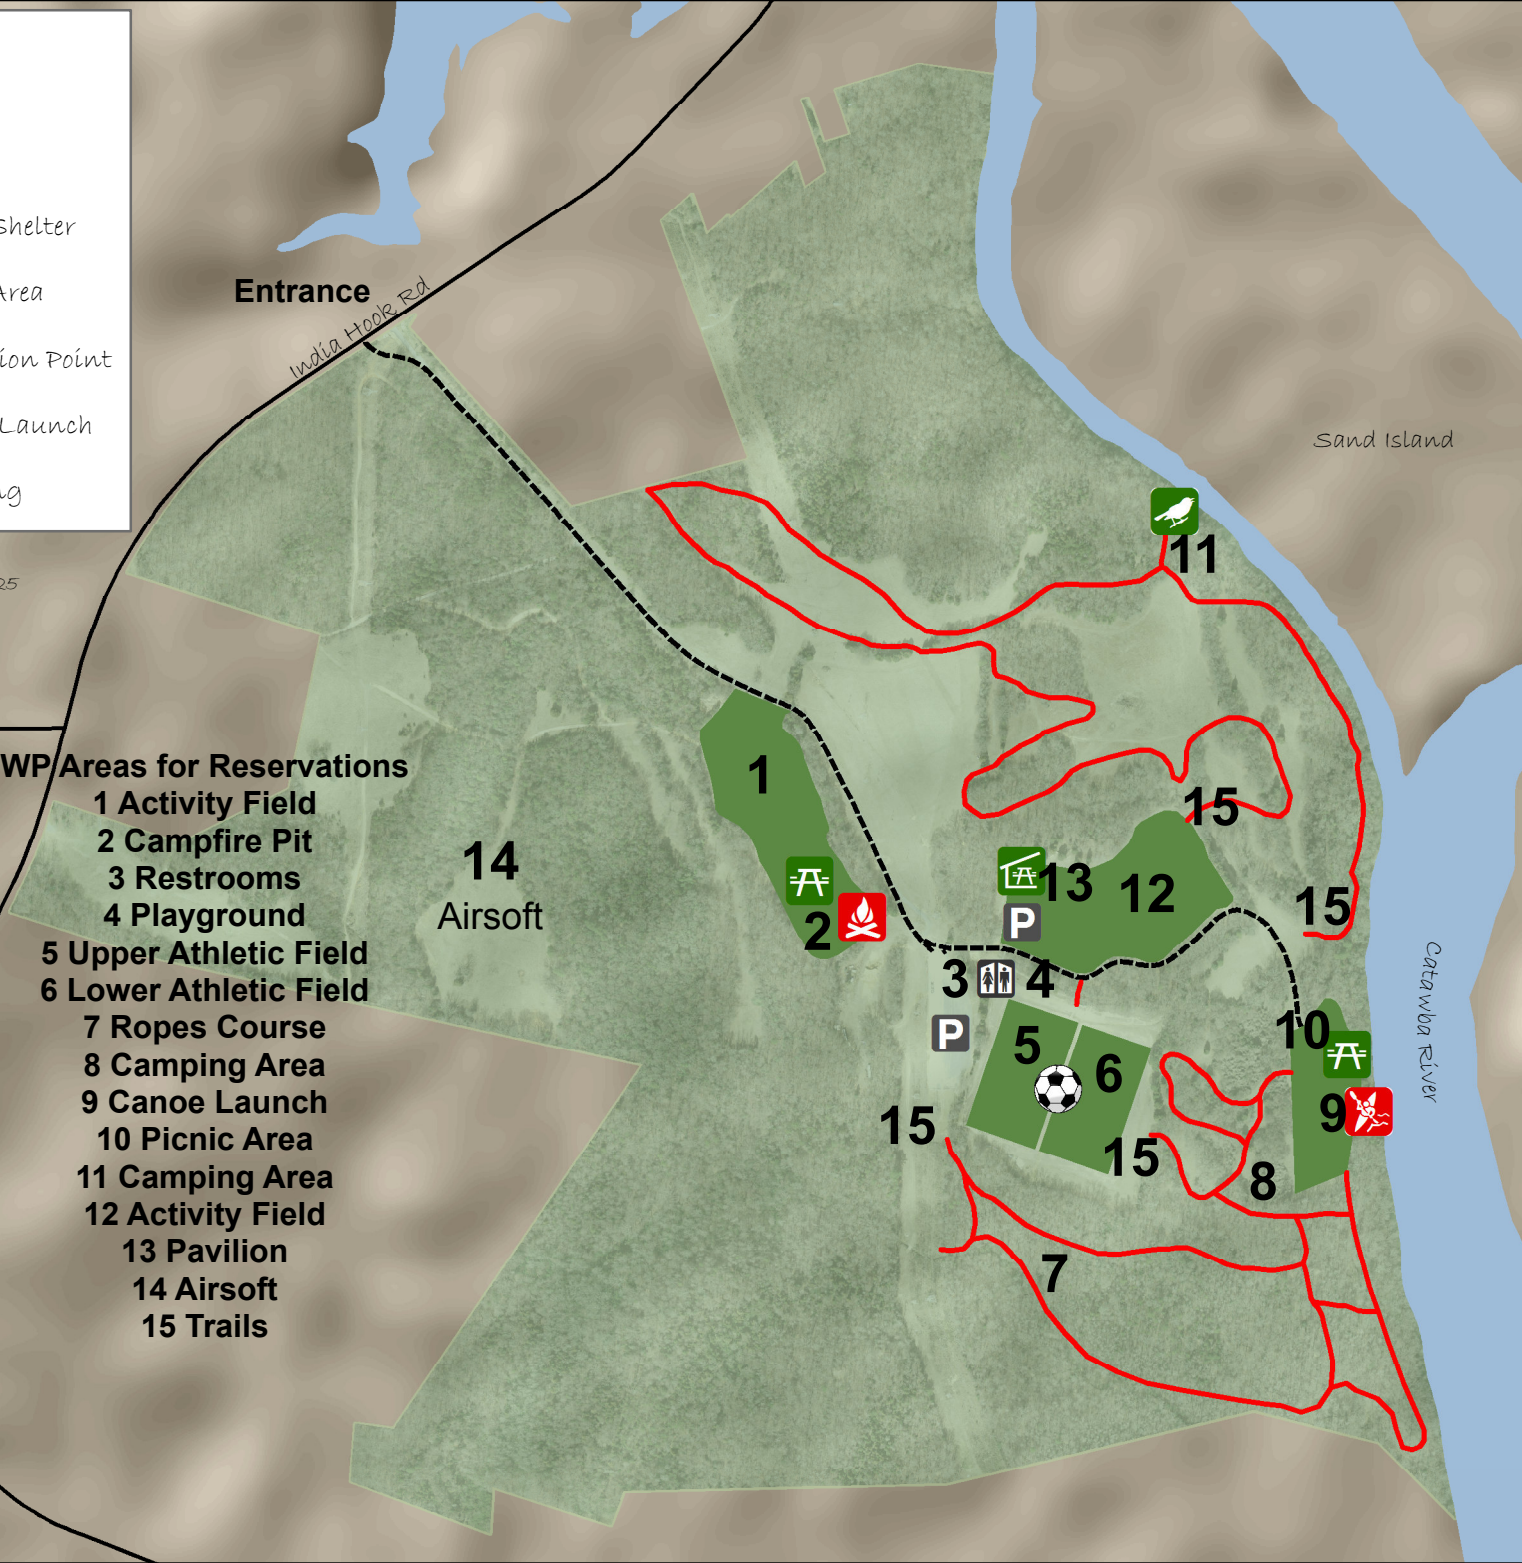 Shelter
Area
ion Point
Launch
Entrance
India Hook Rd
Sand Island
11
25
WP Areas for Reservations
1 Activity Field
2 Campfire Pit
3 Restrooms
4 Playground
5 Upper Athletic Field
6 Lower Athletic Field
7 Ropes Course
8 Camping Area
9 Canoe Launch
10 Picnic Area
11 Camping Area
12 Activity Field
13 Pavilion
14 Airsoft
15 Trails
14
Airsoft
1
2
15
13
12
P
15
3
4
P
5
6
10
9
15
15
8
7
Catawba River